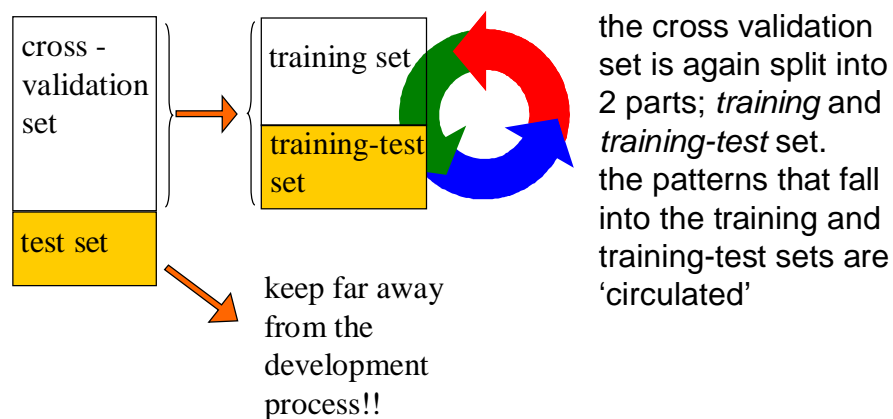 cross -
validation
set
test set
training set
training-test
set
keep far away
from the
development
process!!
the cross validation
set is again split into
2 parts; training and
training-test set.
the patterns that fall
into the training and
training-test sets are
‘circulated’